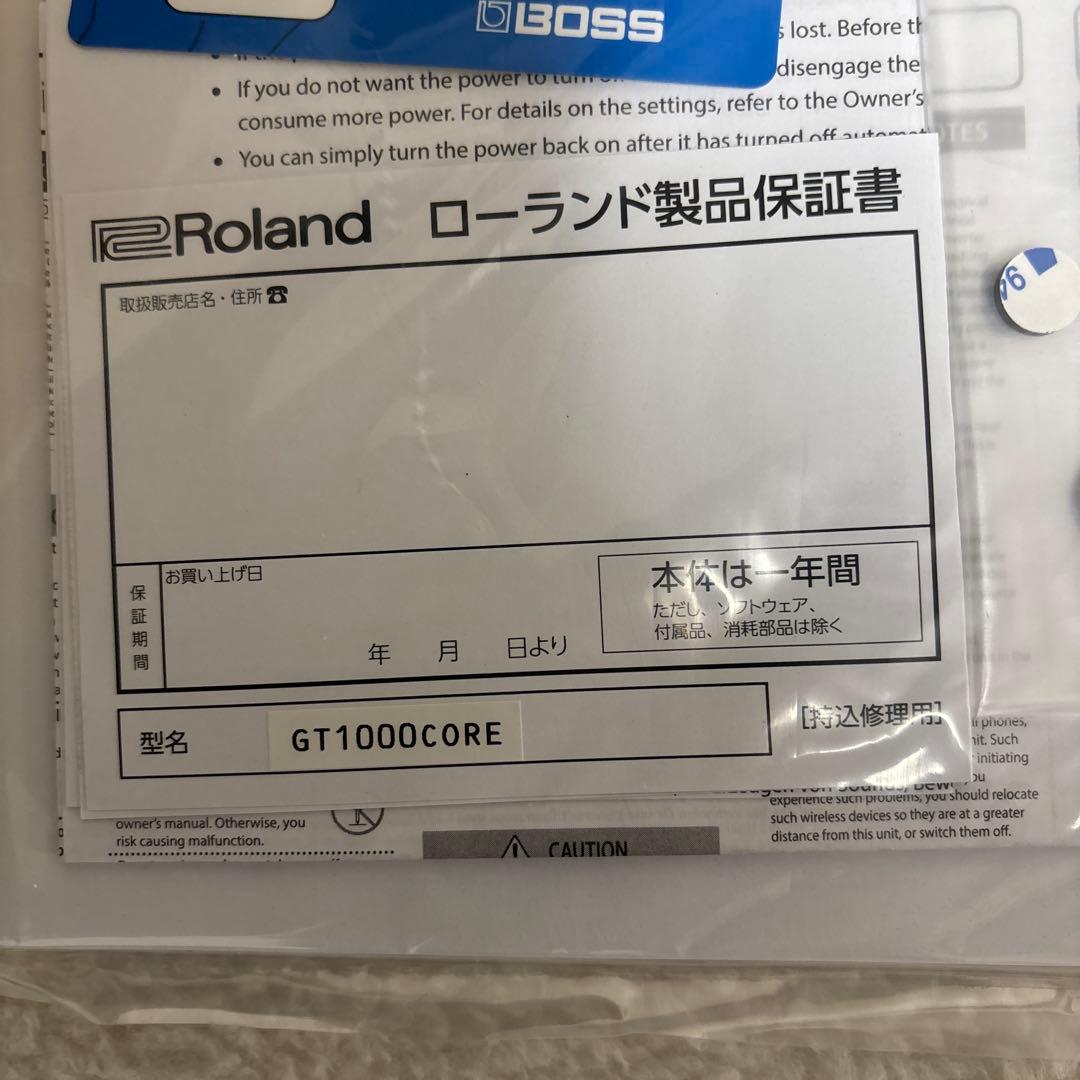 BOSS
s lost. Before th
If you do not want the power to turn
disengage the
consume more power. For details on the settings, refer to the Owner's
You can simply turn the power back on after it has turned off automat
Roland
ローランド製品保証書
取扱販売店名・住所☎
保証期間
お買い上げ日
年 月 日より
本体は一年間
ただし、ソフトウェア、
付属品、消耗部品は除く
型名
GT1000CORE
[持込修理用]
phones,
nit. Such
initiating
you
experience such problems, you should relocate
such wireless devices so they are at a greater
distance from this unit, or switch them off.
owner's manual. Otherwise, you
risk causing malfunction.
CAUTION